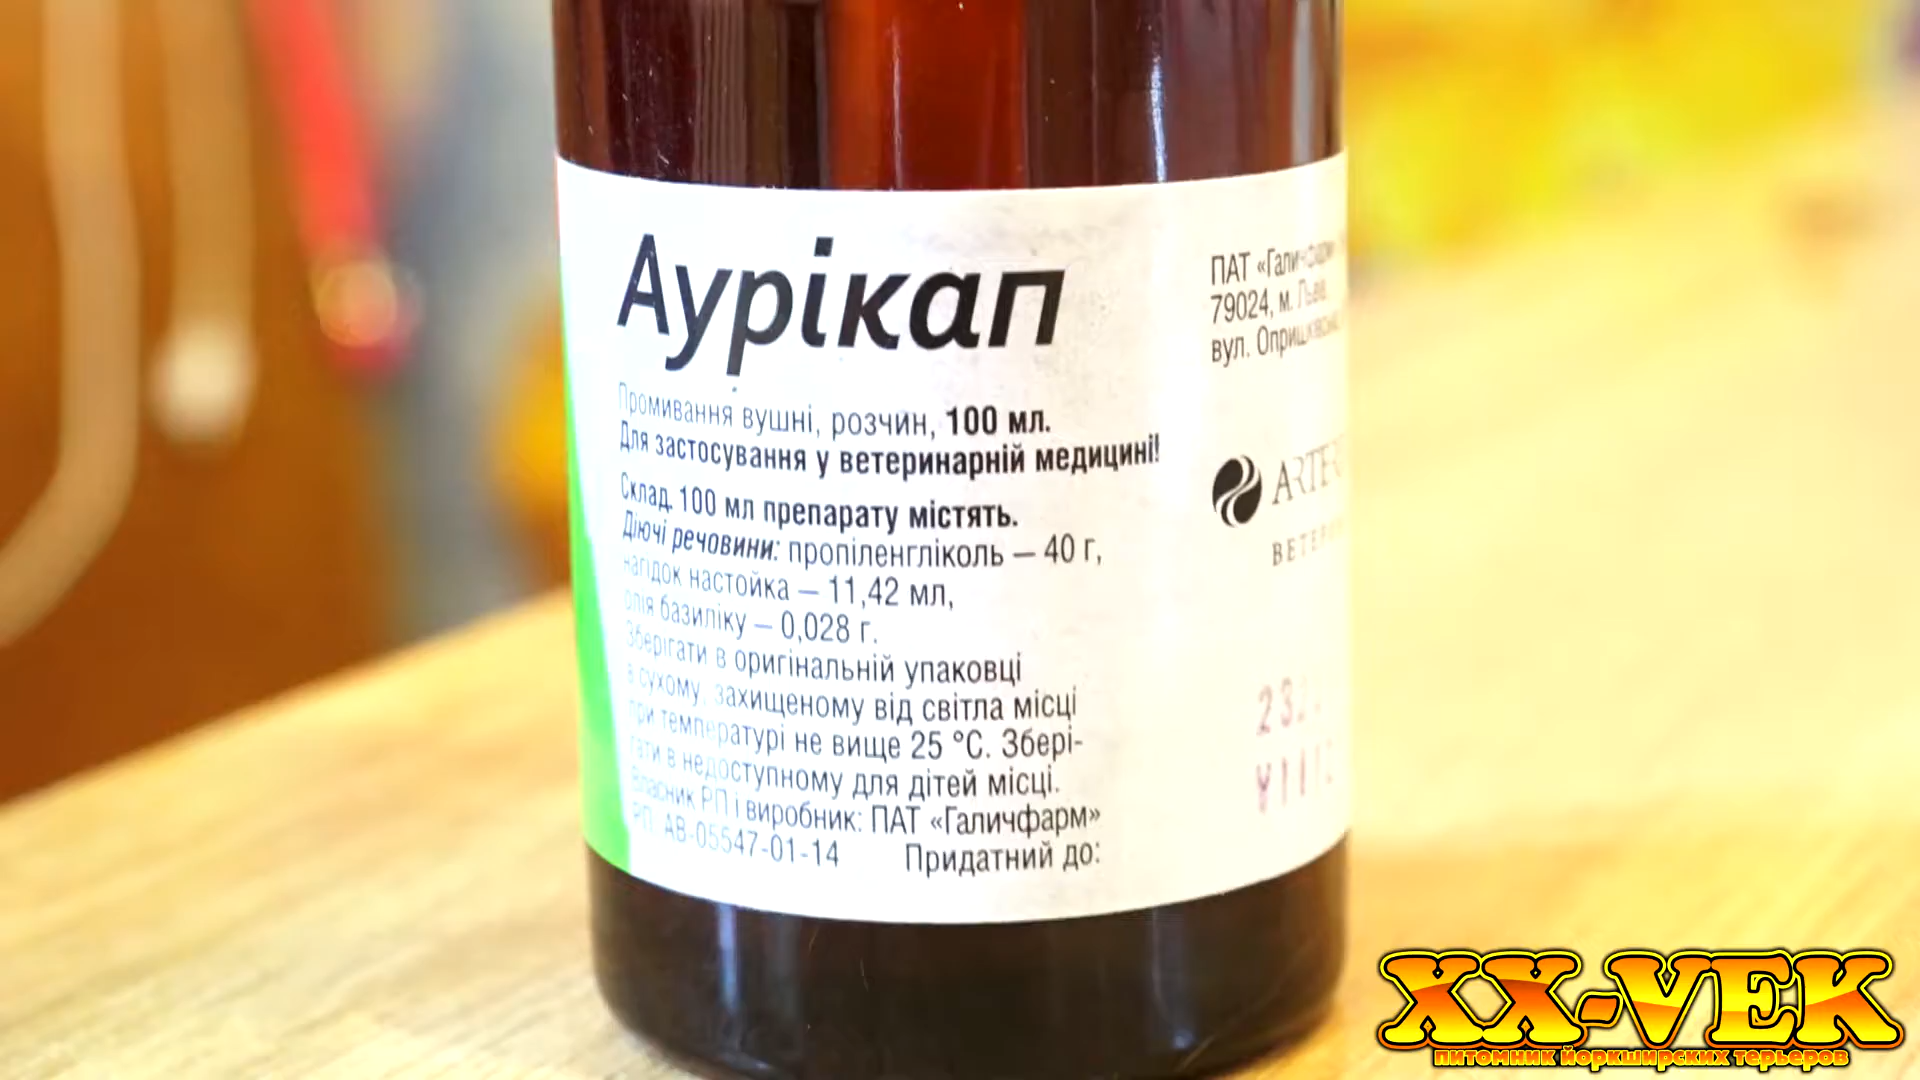 Аурікап
Промивання вушні, розчин, 100 мл.
Для застосування у ветеринарній медицині!
Склад. 100 мл препарату містять.
Діючі речовини: пропіленгліколь – 40 г,
нагідок настойка – 11,42 мл,
олія базиліку – 0,028 г.
Зберігати в оригінальній упаковці
в сухому, захищеному від світла місці
при температурі не вище 25 °C. Збері-
гати в недоступному для дітей місці.
Власник РП і виробник: ПАТ «Галичфарм»
РП: АВ-05547-01-14 Придатний до:
ПАТ «Галичфарм
79024, м.
вул.
XX-VEK
питомник йоркширских терьеров